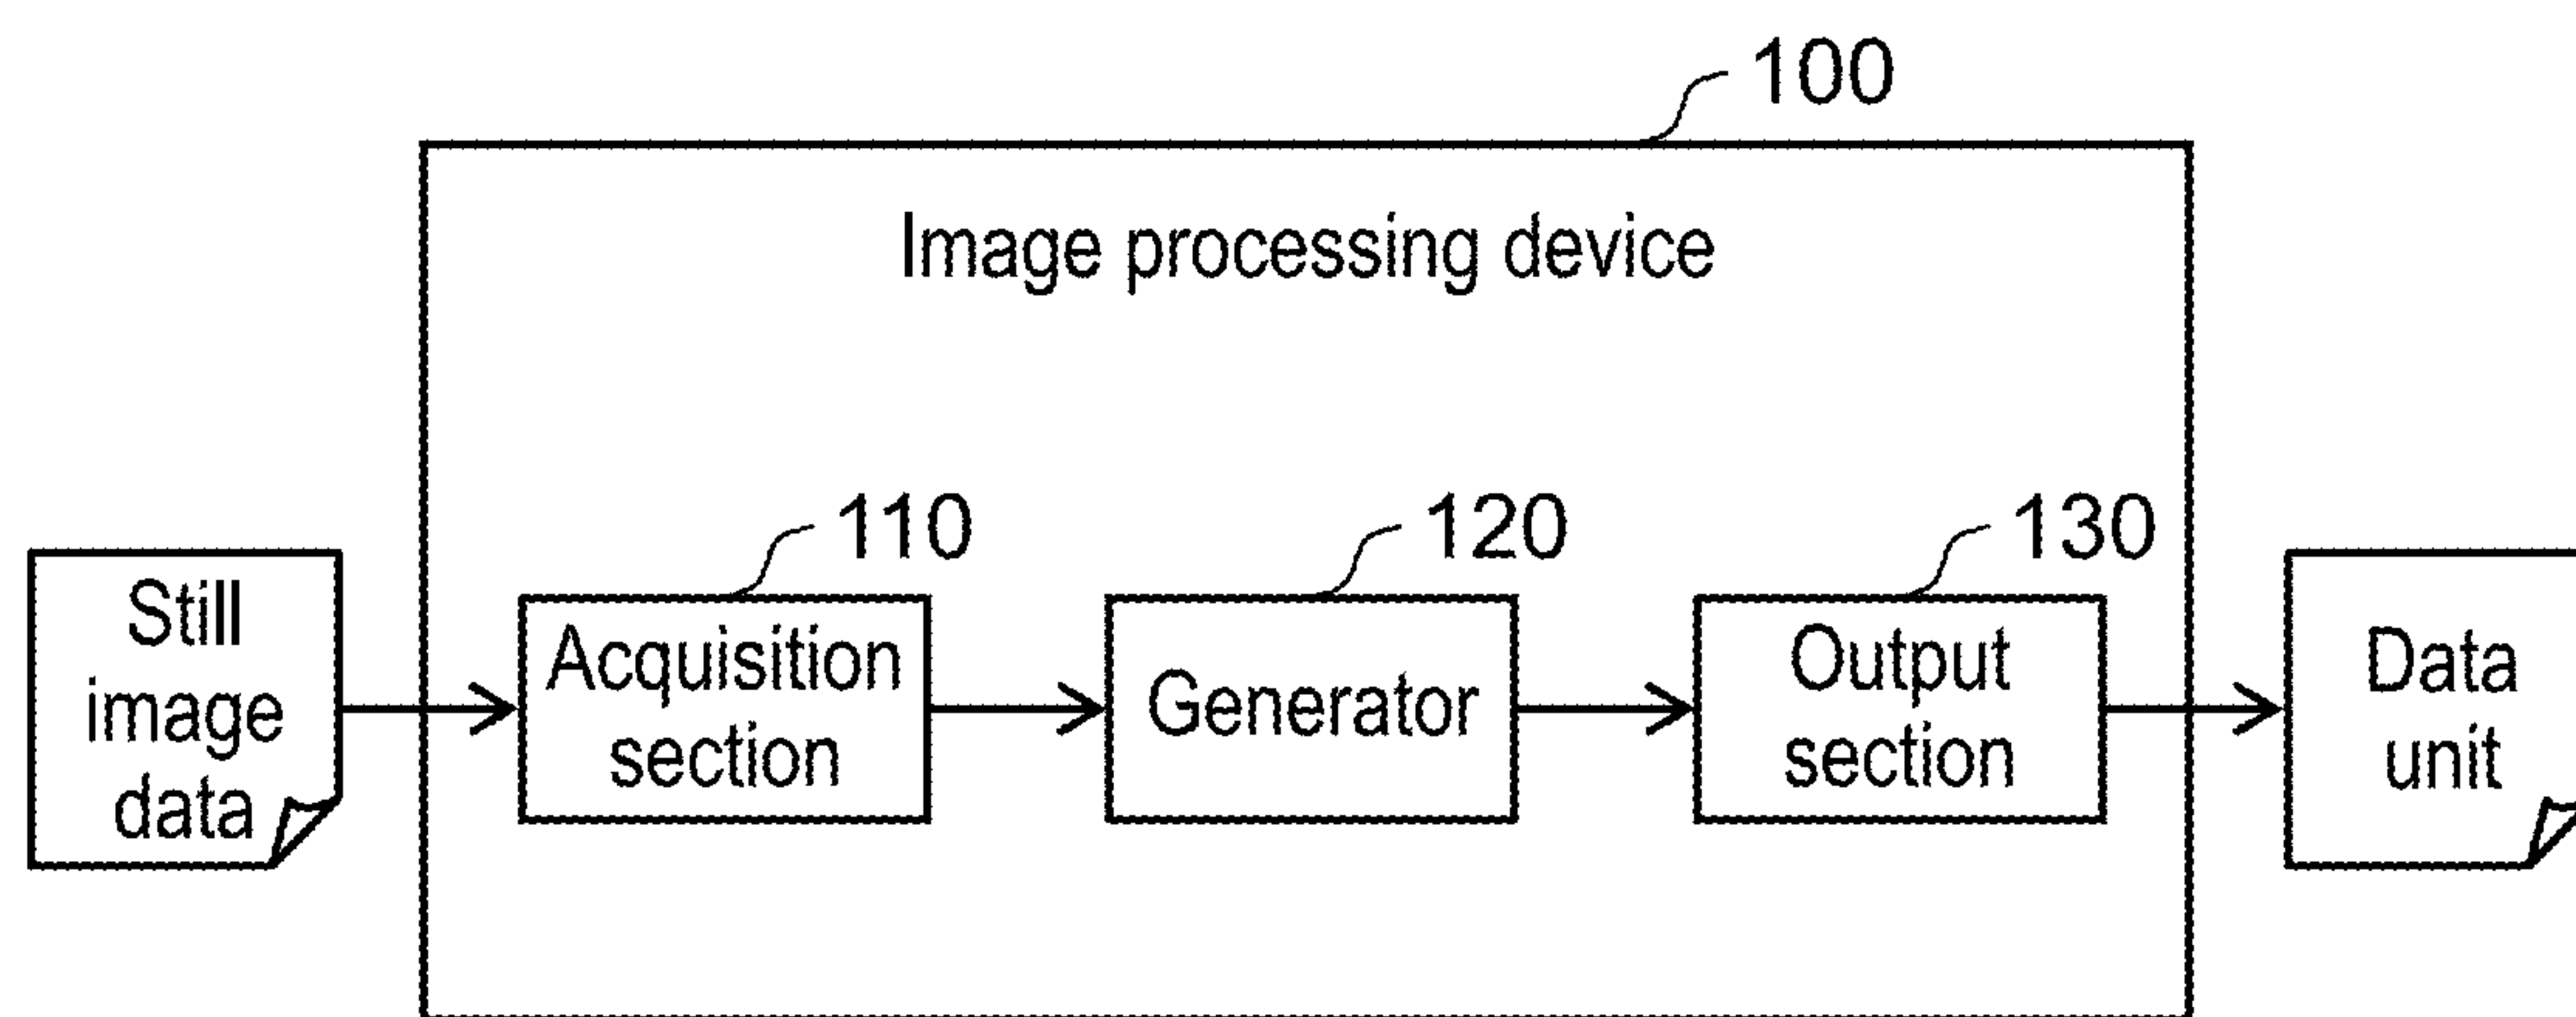 100
Image processing device
110
120
130
Still
image
data
Acquisition
section
Generator
Output
section
Data
unit